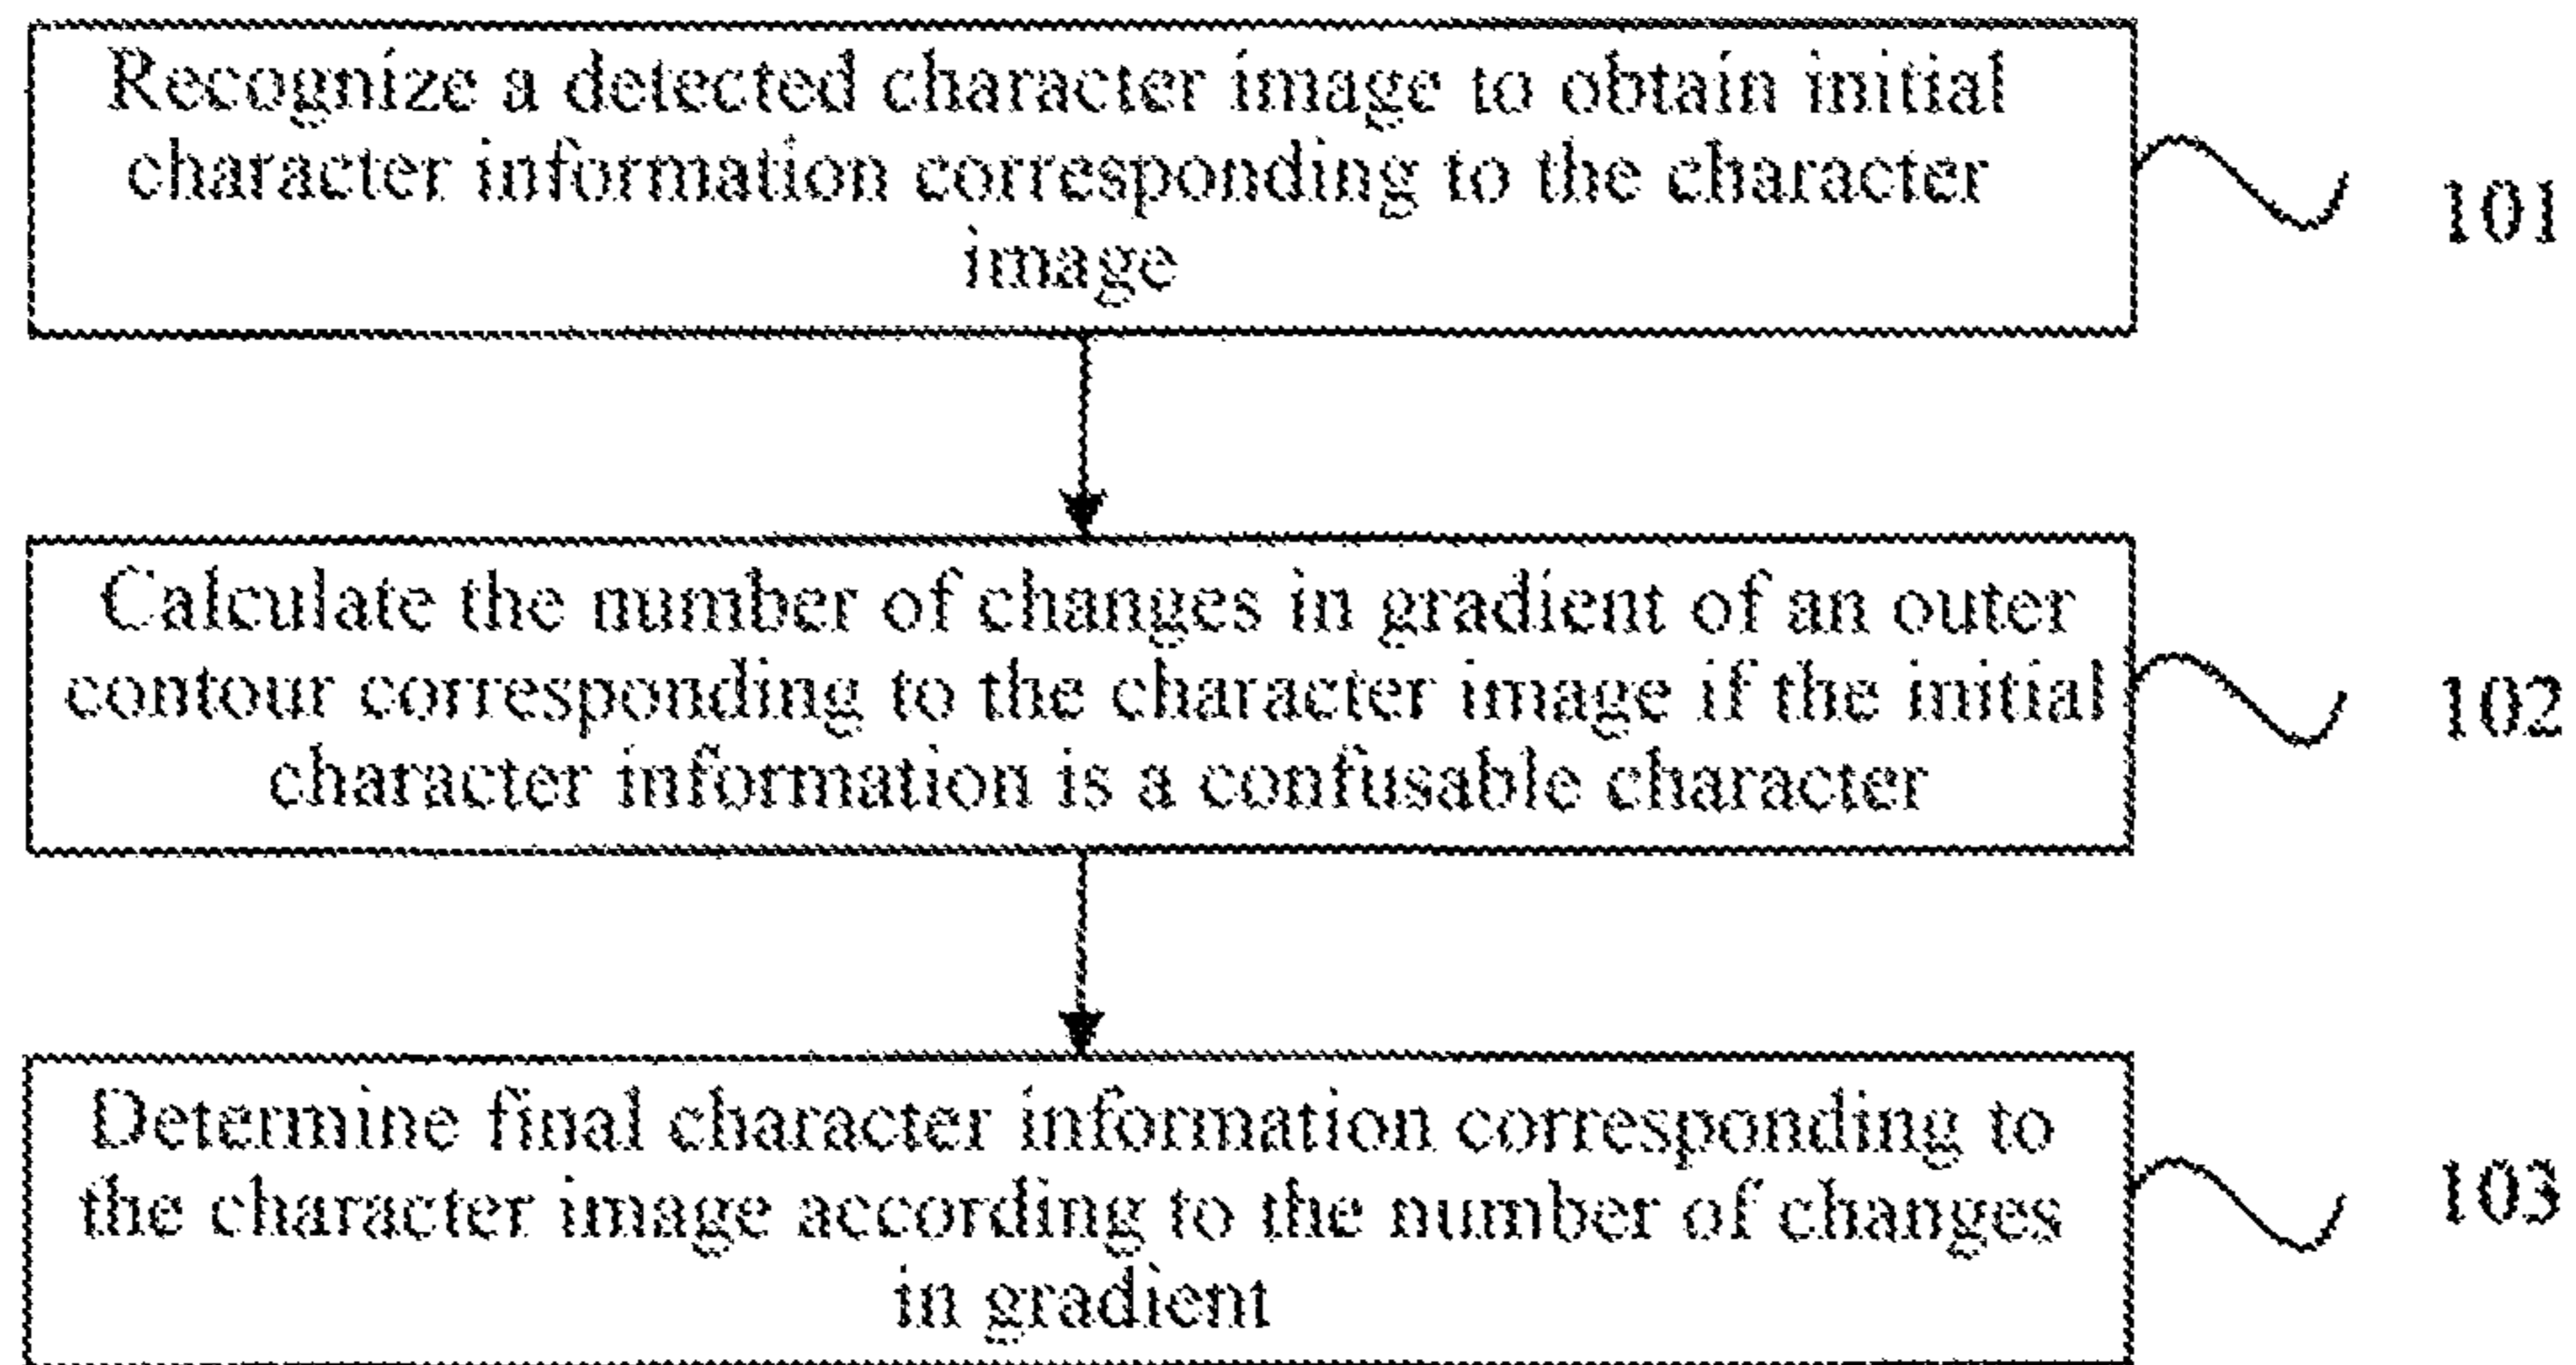 Recognize a detected character image to obtain initial
character information corresponding to the character
image
101
Calculate the number of changes in gradient of an outer
contour corresponding to the character image if the initial
character information is a confusable character
102
Determine final character information corresponding to
the character image according to the number of changes
in gradient
103